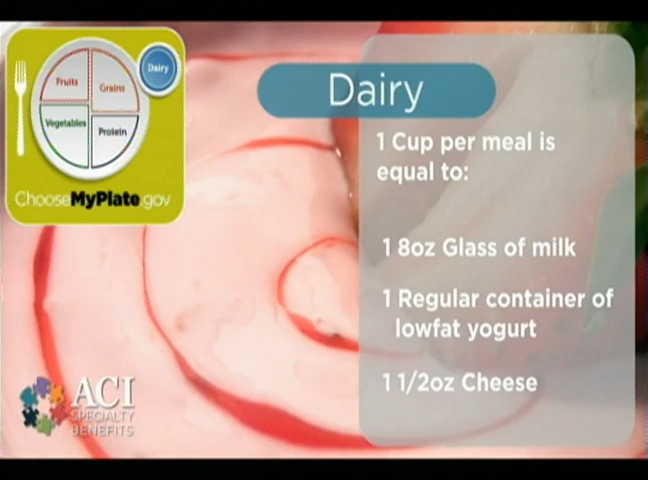 Dairy
Fruits
Grains
Vegetables
Protein
ChooseMyPlate.gov
Dairy
1 Cup per meal is
equal to:
1 8oz Glass of milk
1 Regular container of
lowfat yogurt
1 1/2oz Cheese
ACI
SPECIALTY
BENEFITS